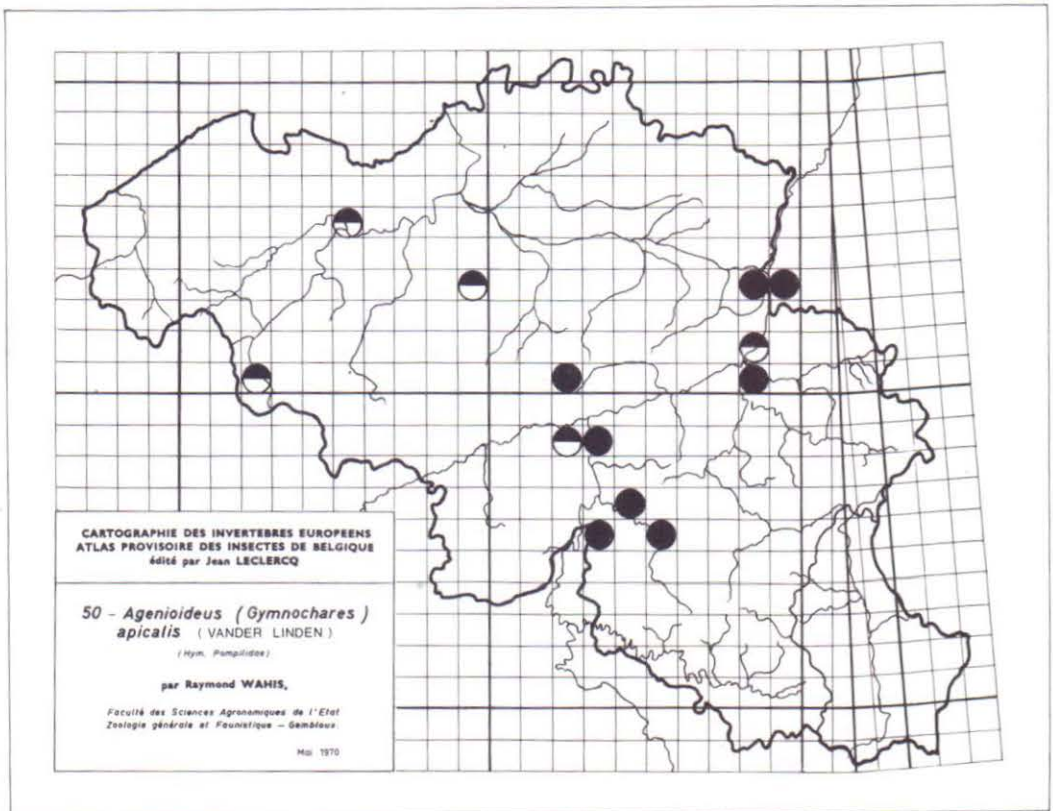 CARTOGRAPHIE DES INVERTEBRES EUROPEENS
ATLAS PROVISOIRE DES INSECTES DE BELGIQUE
édité par Jean LECLERCQ
50 - Agenioideus (Gymnochares)
apicalis (VANDER LINDEN)
(Hym. Pompilidae)
par Raymond WAHIS,
Faculté des Sciences Agronomiques de l'Etat
Zoologie générale et Faunistique — Gembloux.
Mai 1970